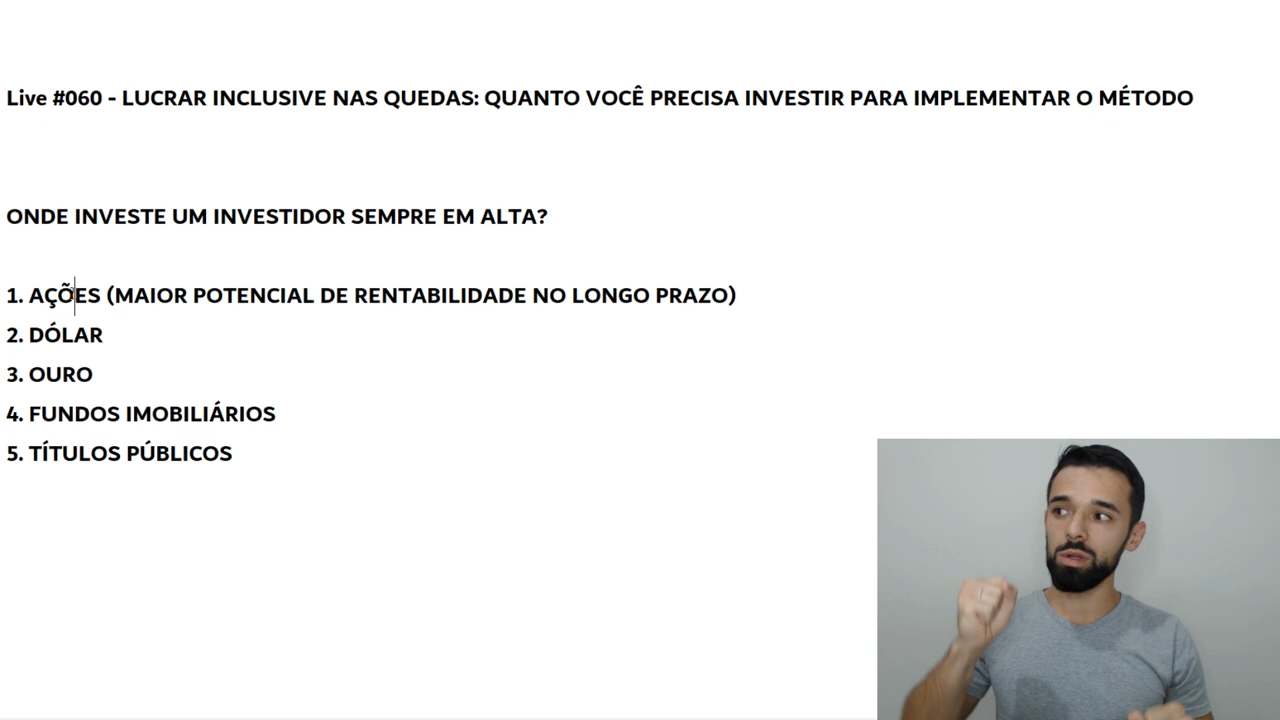 Live #060 - LUCRAR INCLUSIVE NAS QUEDAS: QUANTO VOCÊ PRECISA INVESTIR PARA IMPLEMENTAR O MÉTODO
ONDE INVESTE UM INVESTIDOR SEMPRE EM ALTA?
1. AÇÕES (MAIOR POTENCIAL DE RENTABILIDADE NO LONGO PRAZO)
2. DÓLAR
3. OURO
4. FUNDOS IMOBILIÁRIOS
5. TÍTULOS PÚBLICOS